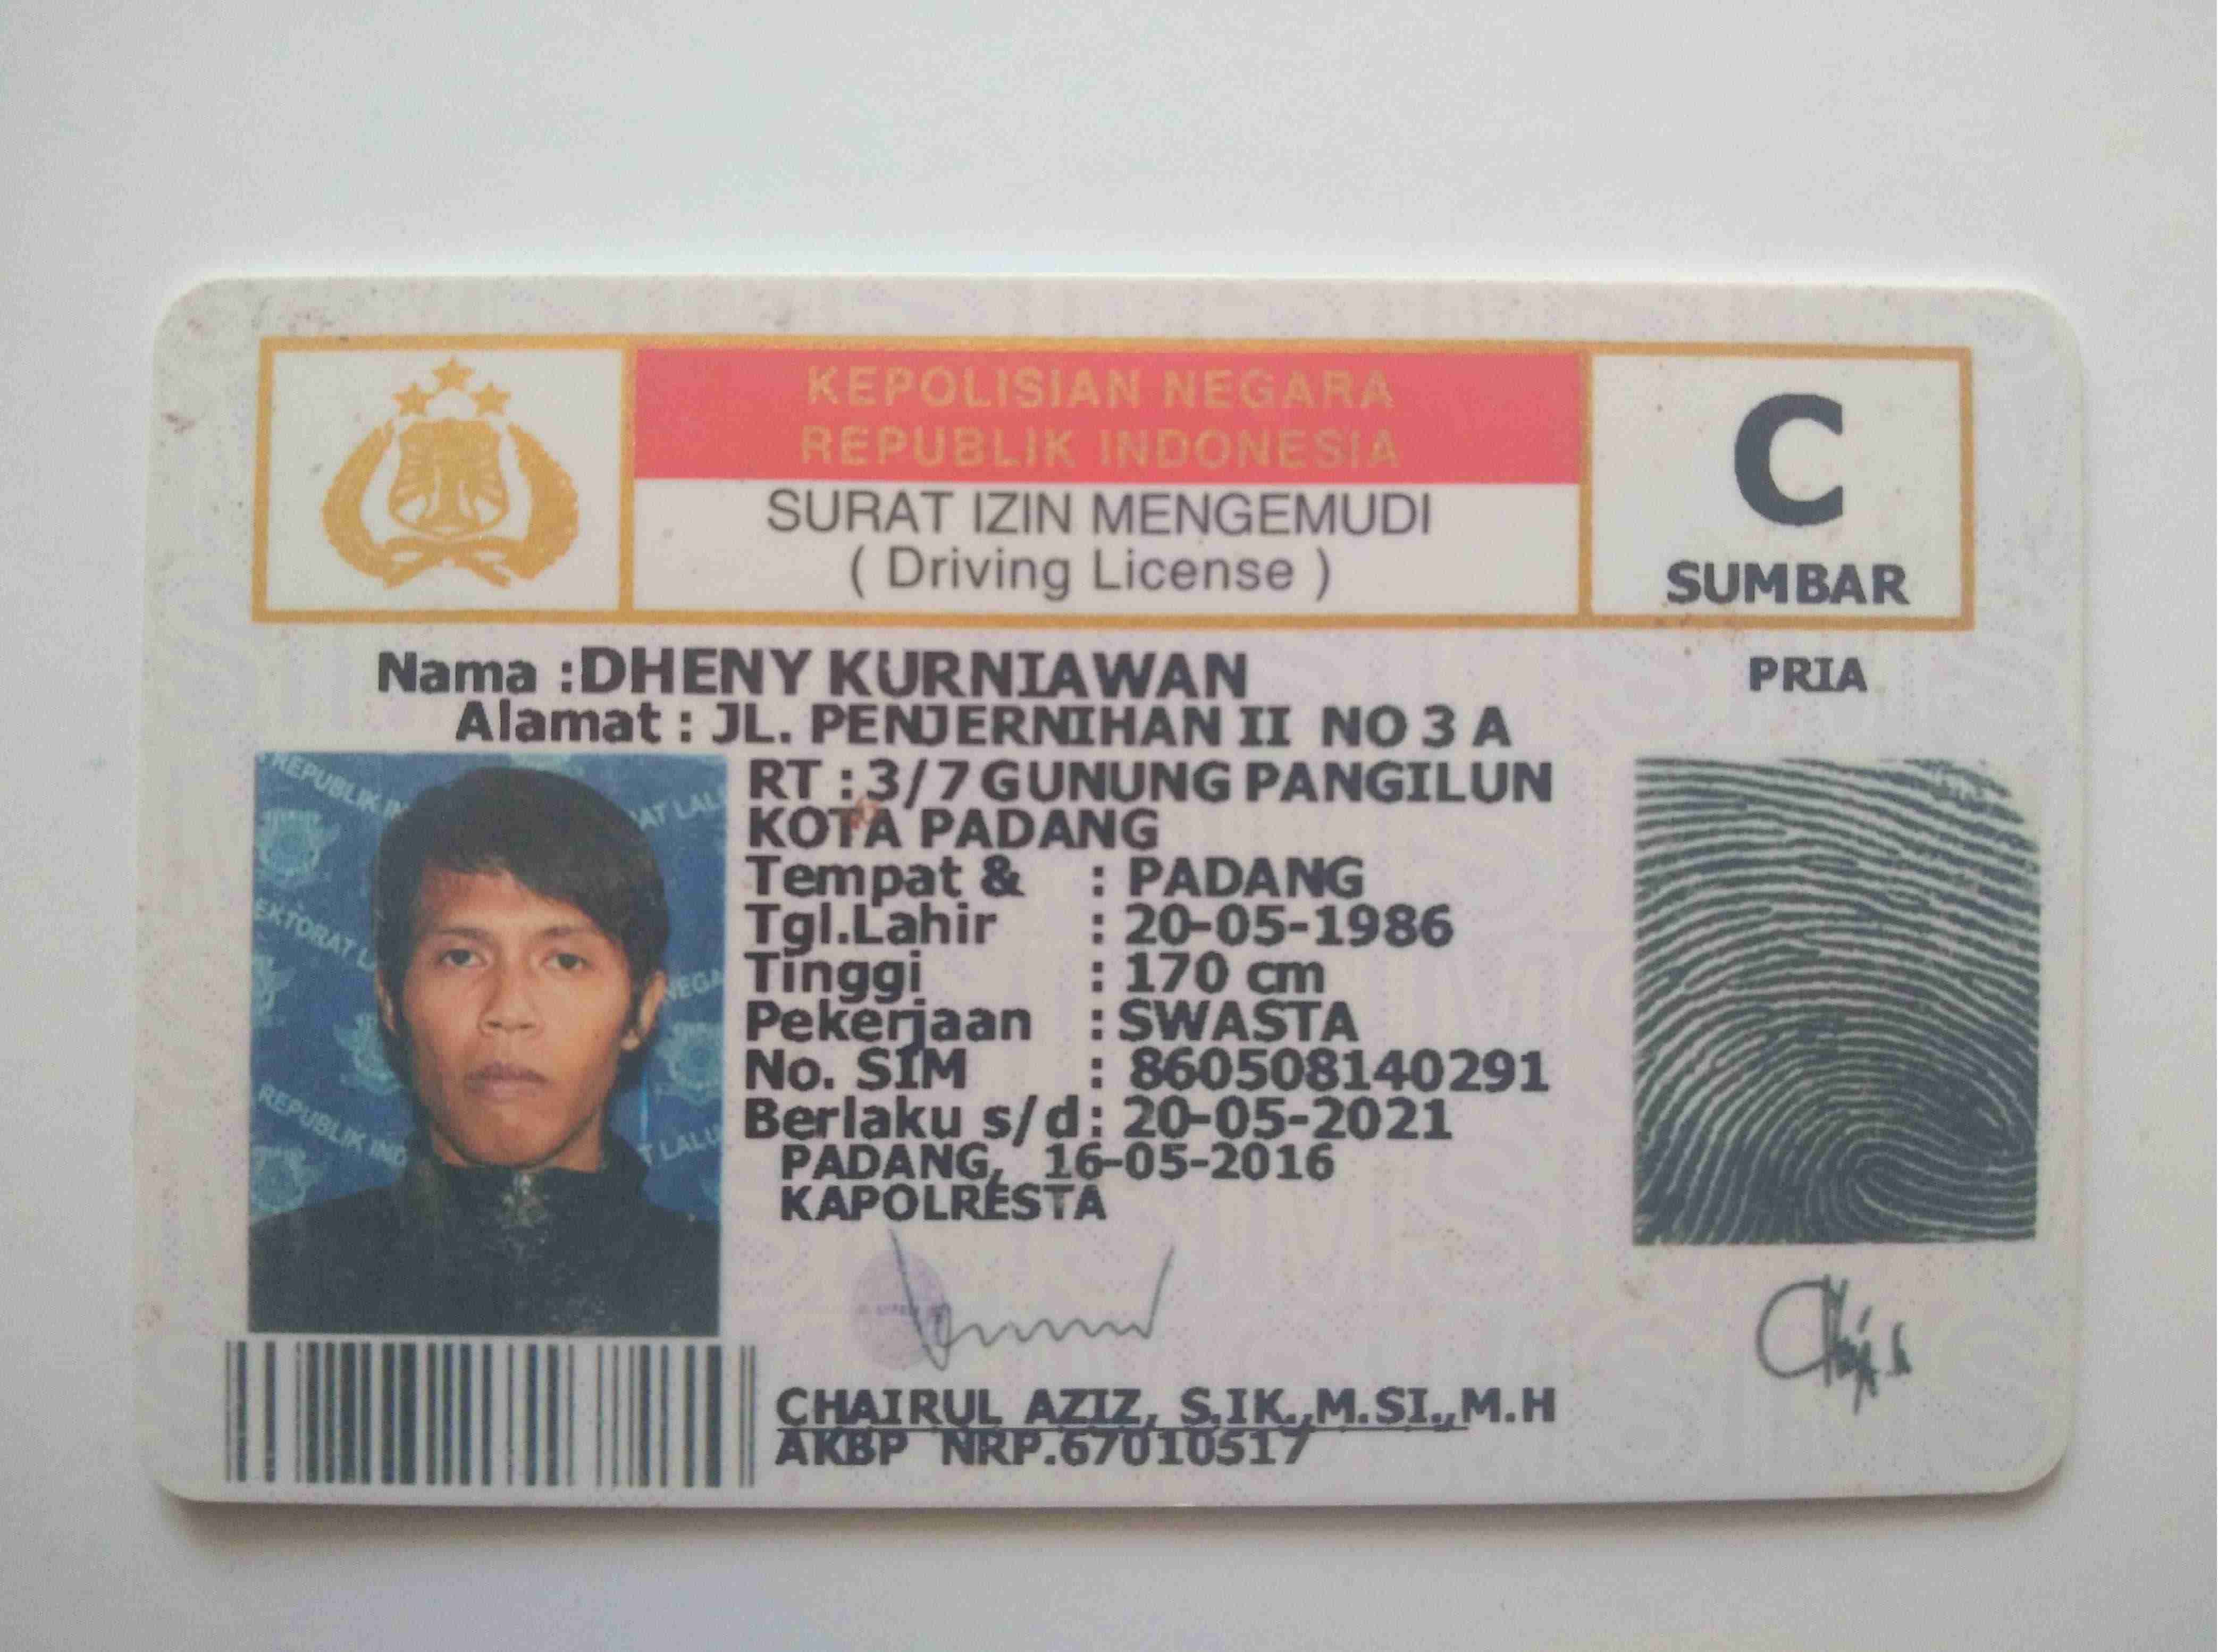 KEPOLISIAN NEGARA
REPUBLIK INDONESIA
SURAT IZIN MENGEMUDI
( Driving License )
C
SUMBAR
Nama :DHENY KURNIAWAN
PRIA
Alamat : JL. PENJERNIHAN II NO 3 A
RT : 3/7 GUNUNG PANGILUN
KOTA PADANG
Tempat & : PADANG
Tgl.Lahir : 20-05-1986
Tinggi : 170 cm
Pekerjaan : SWASTA
No. SIM : 860508140291
Berlaku s/d : 20-05-2021
PADANG, 16-05-2016
KAPOLRESTA
CHAIRUL AZIZ, S.IK.,M.SI.,M.H
AKBP NRP.67010517